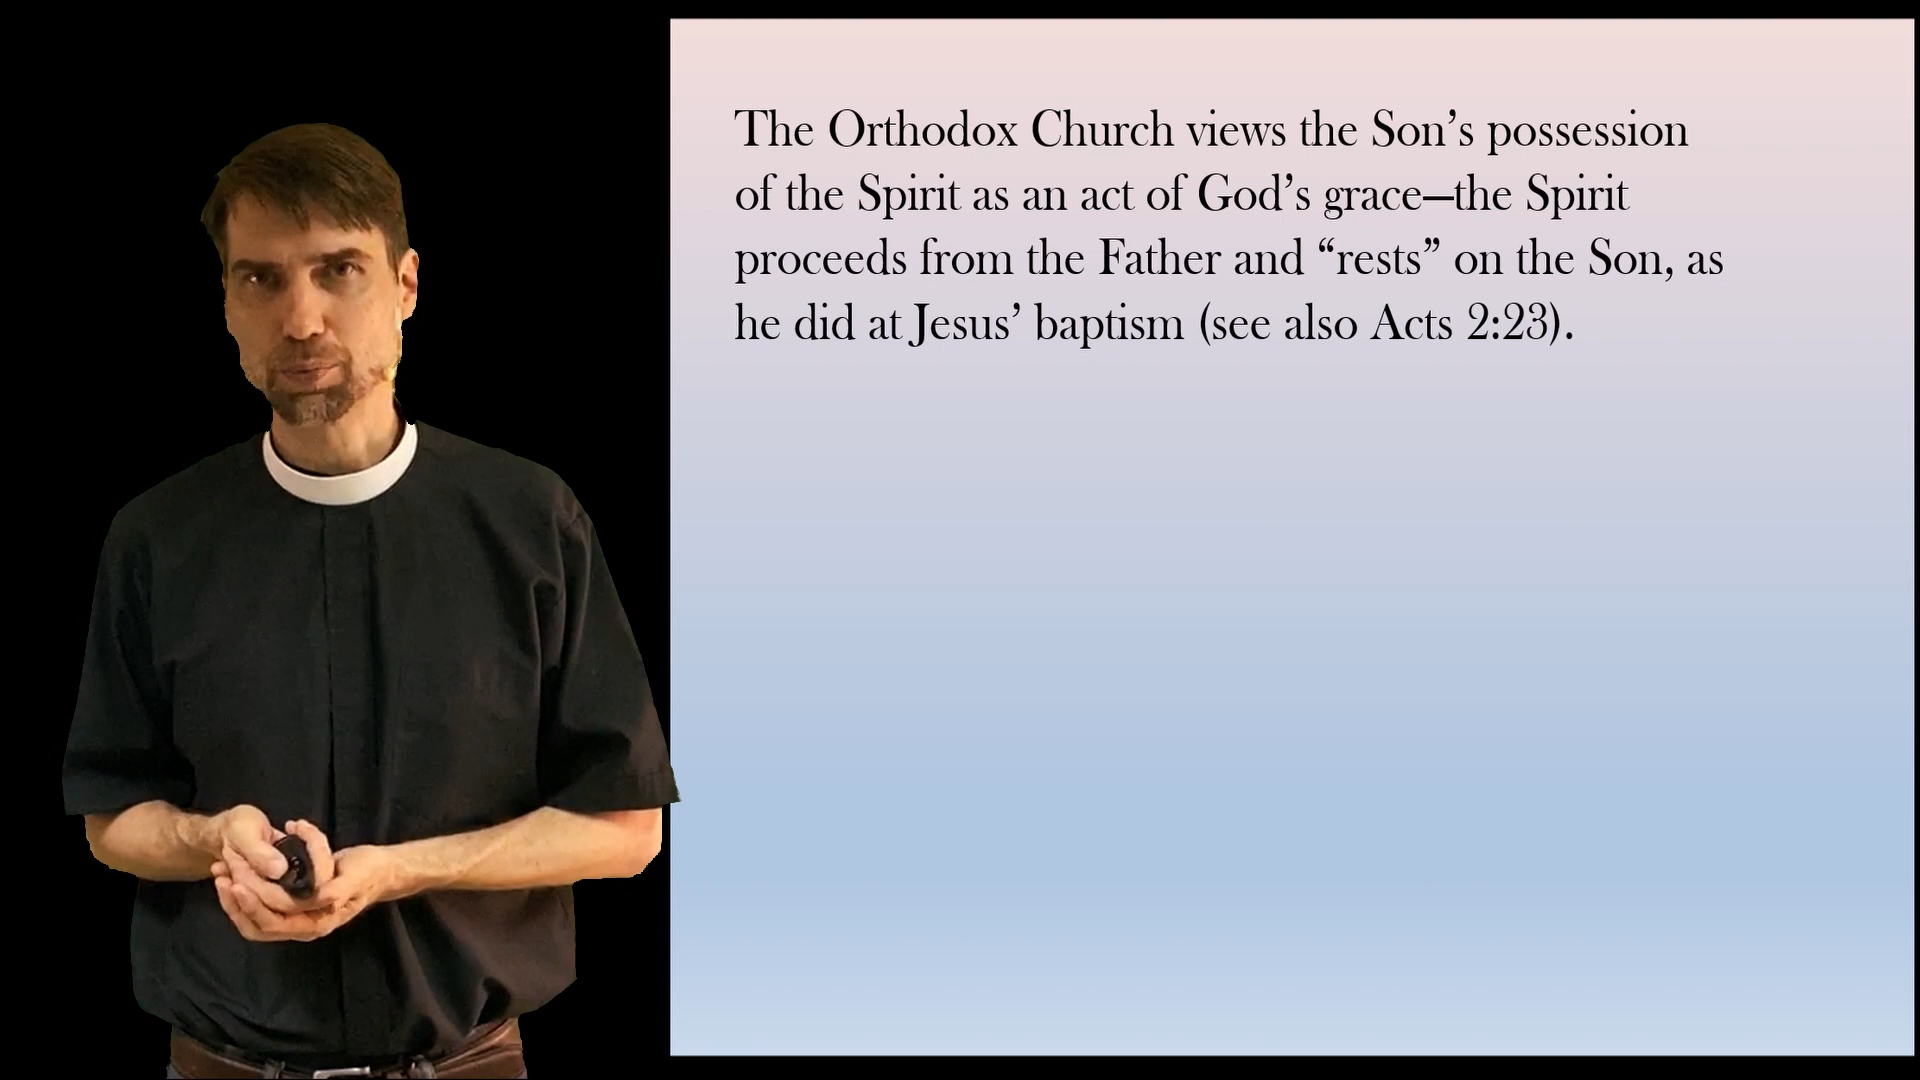 The Orthodox Church views the Son’s possession
of the Spirit as an act of God’s grace—the Spirit
proceeds from the Father and “rests” on the Son, as
he did at Jesus’ baptism (see also Acts 2:23).